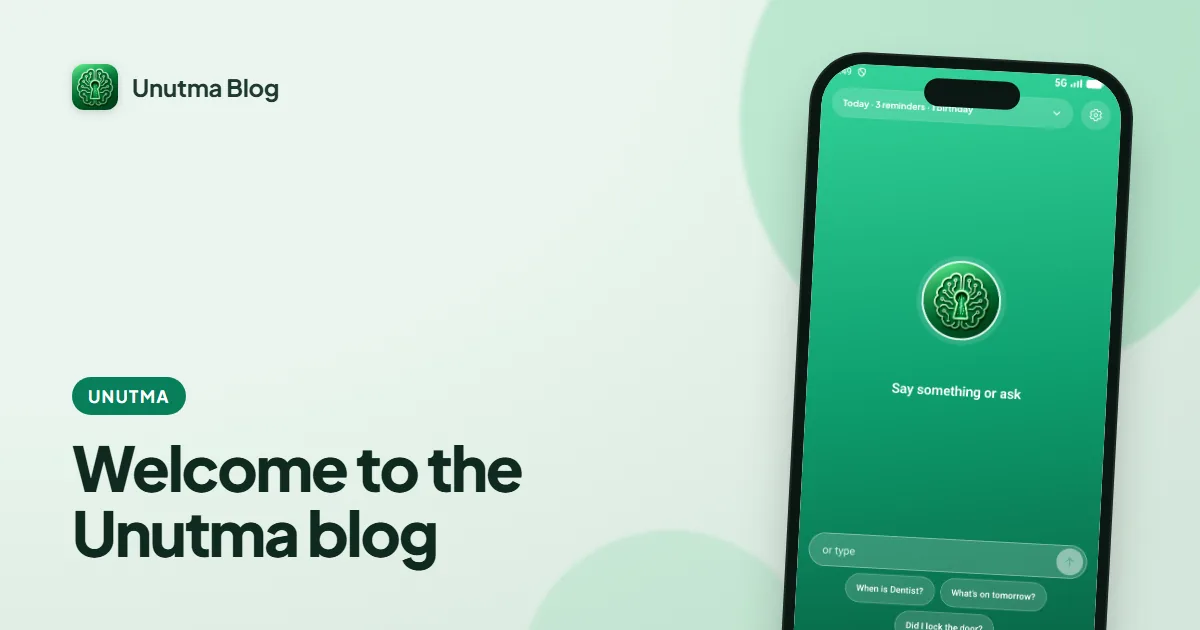 Unutma Blog
UNUTMA
Welcome to the
Unutma blog
:49 5G
Today · 3 reminders · 1 birthday
Say something or ask
or type
When is Dentist?
What's on tomorrow?
Did I lock the door?